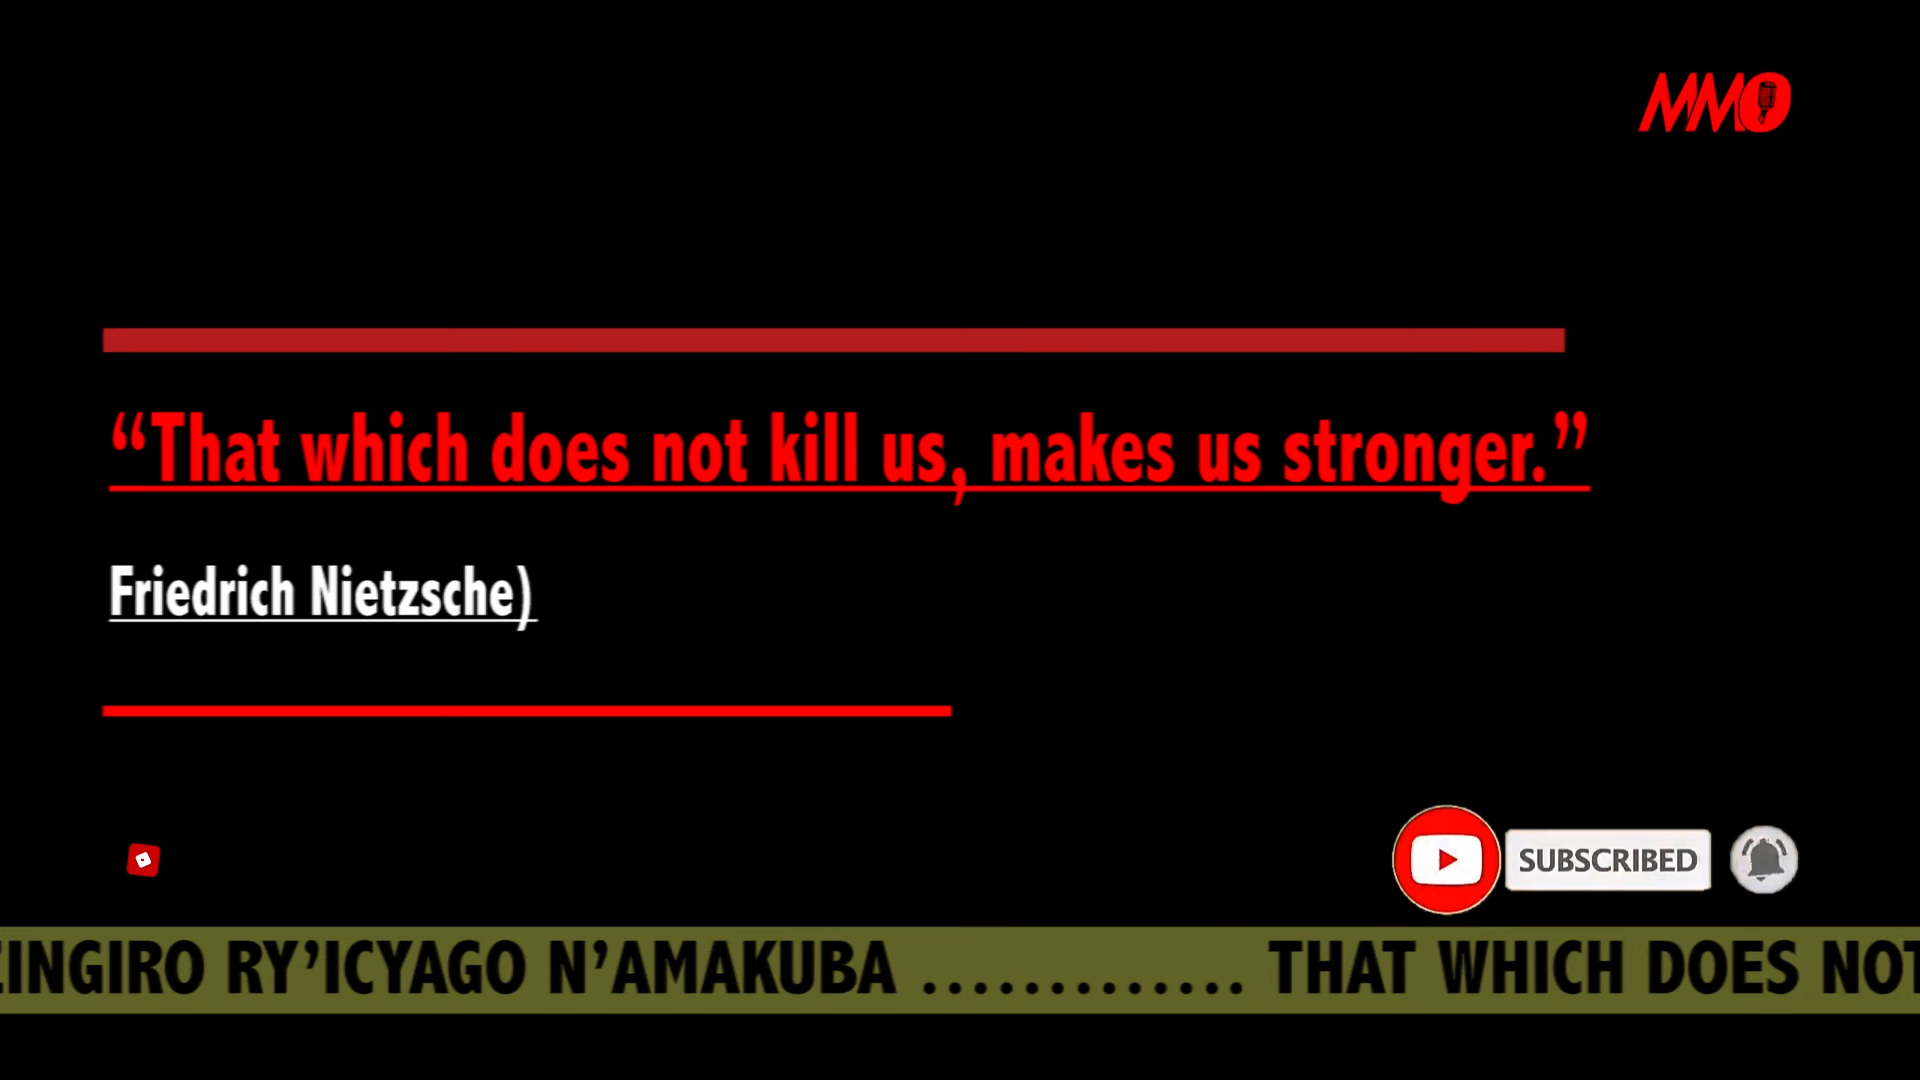 MMO
“That which does not kill us, makes us stronger.”
Friedrich Nietzsche)
SUBSCRIBED
INGIRO RY’ICYAGO N’AMAKUBA ............. THAT WHICH DOES NOT